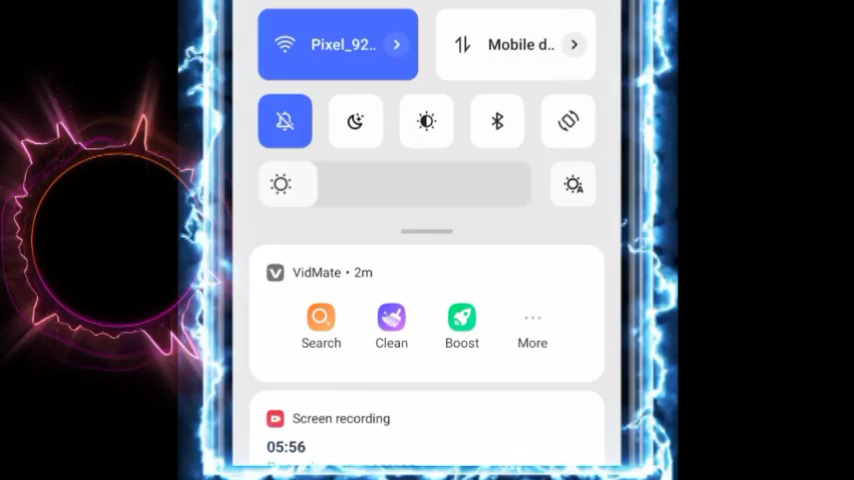 Pixel_92..
Mobile d..
A
VidMate • 2m
Search
Clean
Boost
More
Screen recording
05:56